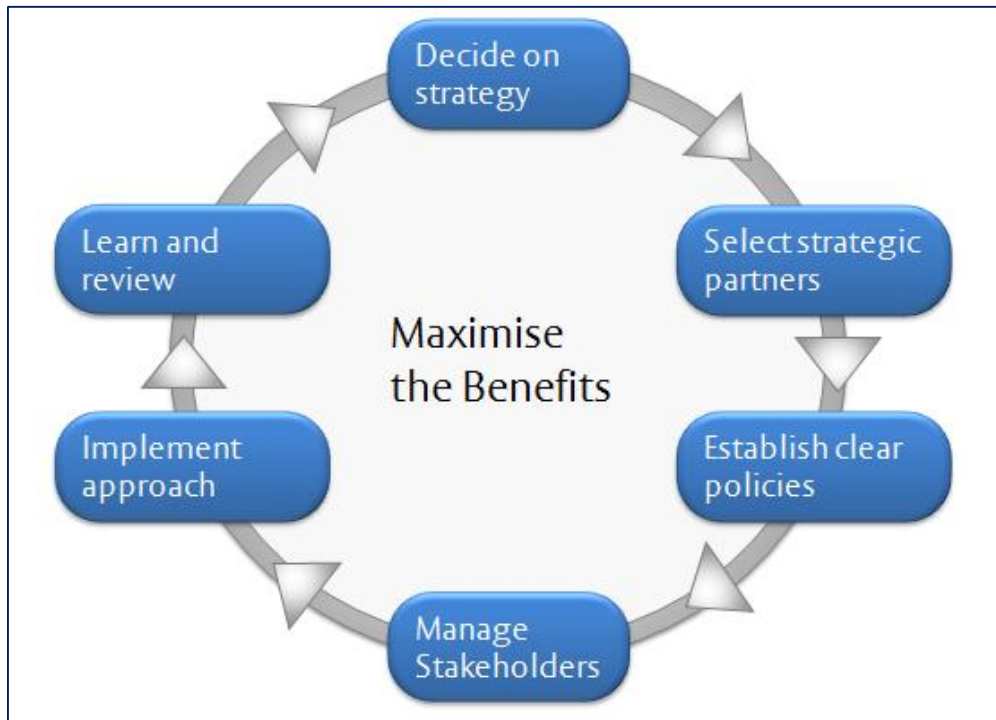 Decide on
strategy
Select strategic
partners
Establish clear
policies
Manage
Stakeholders
Implement
approach
Learn and
review
Maximise
the Benefits